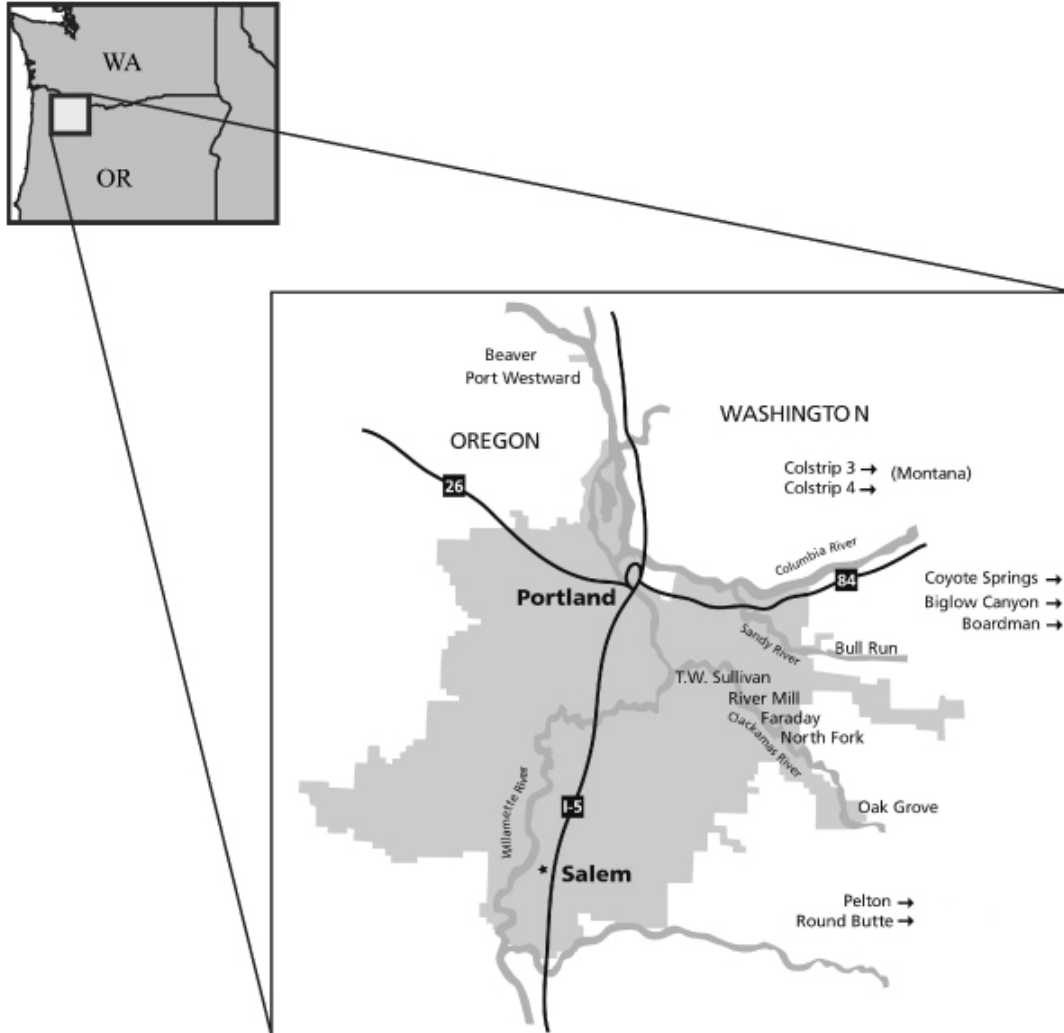 WA
OR
Beaver
Port Westward
OREGON
WASHINGTON
26
Colstrip 3 → (Montana)
Colstrip 4 →
Columbia River
84
Coyote Springs →
Biglow Canyon →
Boardman →
Portland
Sandy River
Bull Run
T.W. Sullivan
River Mill
Faraday
Clackamas River
North Fork
Willamette River
I-5
Oak Grove
* Salem
Pelton →
Round Butte →